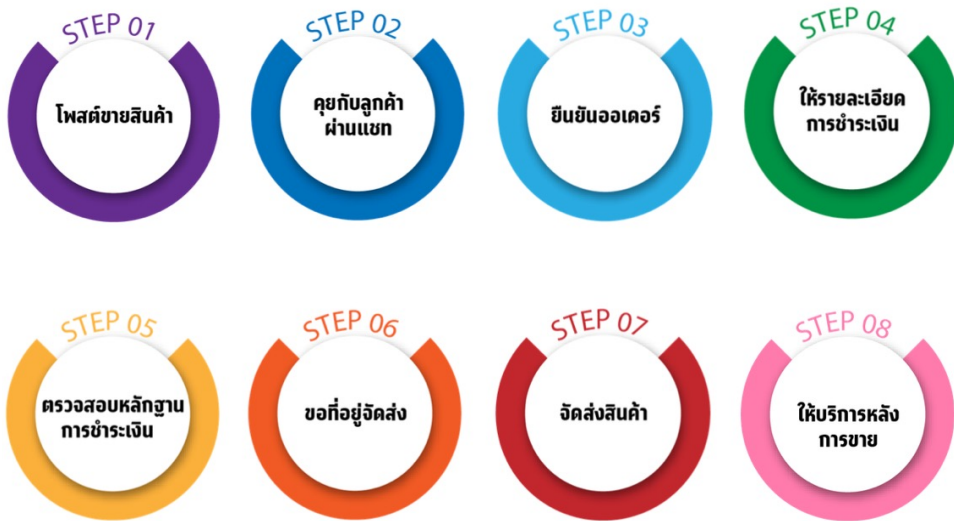 STEP 01
โพสต์ขายสินค้า
STEP 02
คุยกับลูกค้า
ผ่านแชท
STEP 03
ยืนยันออเดอร์
STEP 04
ให้รายละเอียด
การชำระเงิน
STEP 05
ตรวจสอบหลักฐาน
การชำระเงิน
STEP 06
ขอที่อยู่จัดส่ง
STEP 07
จัดส่งสินค้า
STEP 08
ให้บริการหลัง
การขาย